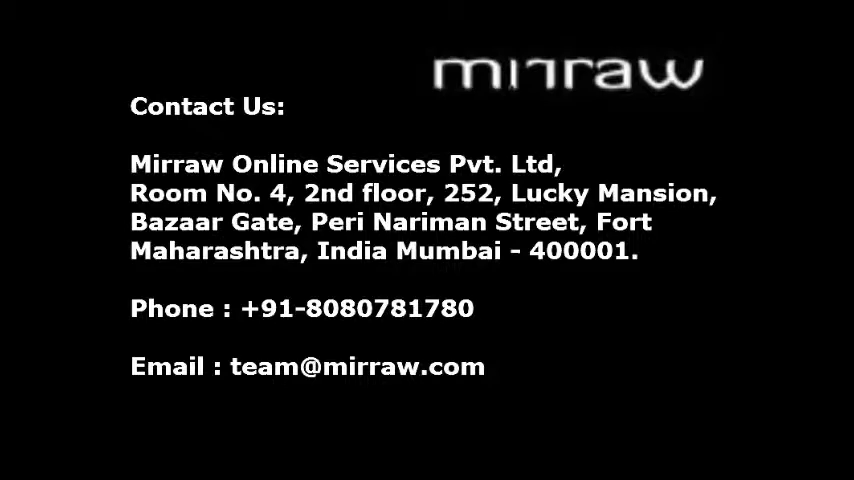 mirraw
Contact Us:
Mirraw Online Services Pvt. Ltd,
Room No. 4, 2nd floor, 252, Lucky Mansion,
Bazaar Gate, Peri Nariman Street, Fort
Maharashtra, India Mumbai - 400001.
Phone : +91-8080781780
Email : team@mirraw.com